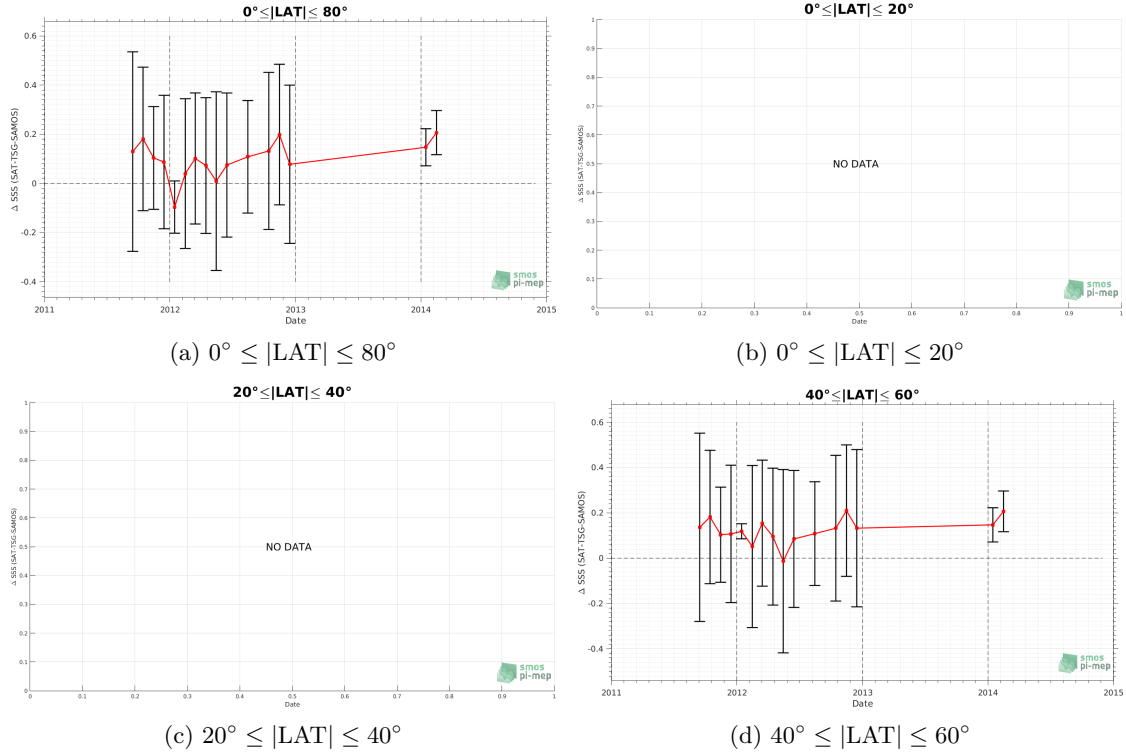 0°≤|LAT|≤ 80°
0.6
0.4
0.2
0
-0.2
-0.4
Δ SSS (SAT-TSG-SAMOS)
2011
2012
2013
2014
2015
Date
smos
pi-mep
(a) 0° ≤ |LAT| ≤ 80°
0°≤|LAT|≤ 20°
1
0.9
0.8
0.7
0.6
0.5
0.4
0.3
0.2
0.1
0
Δ SSS (SAT-TSG-SAMOS)
NO DATA
0
0.1
0.2
0.3
0.4
0.5
0.6
0.7
0.8
0.9
1
Date
smos
pi-mep
(b) 0° ≤ |LAT| ≤ 20°
20°≤|LAT|≤ 40°
1
0.9
0.8
0.7
0.6
0.5
0.4
0.3
0.2
0.1
0
Δ SSS (SAT-TSG-SAMOS)
NO DATA
0
0.1
0.2
0.3
0.4
0.5
0.6
0.7
0.8
0.9
1
Date
smos
pi-mep
(c) 20° ≤ |LAT| ≤ 40°
40°≤|LAT|≤ 60°
0.6
0.4
0.2
0
-0.2
-0.4
Δ SSS (SAT-TSG-SAMOS)
2011
2012
2013
2014
2015
Date
smos
pi-mep
(d) 40° ≤ |LAT| ≤ 60°